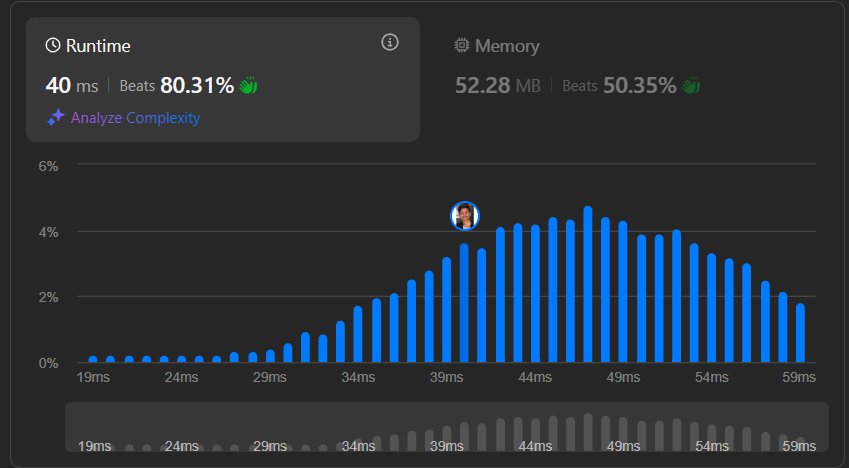 Runtime
40 ms Beats 80.31%
Analyze Complexity
Memory
52.28 MB Beats 50.35%
6%
4%
2%
0%
19ms 24ms 29ms 34ms 39ms 44ms 49ms 54ms 59ms
19ms 24ms 29ms 34ms 39ms 44ms 49ms 54ms 59ms